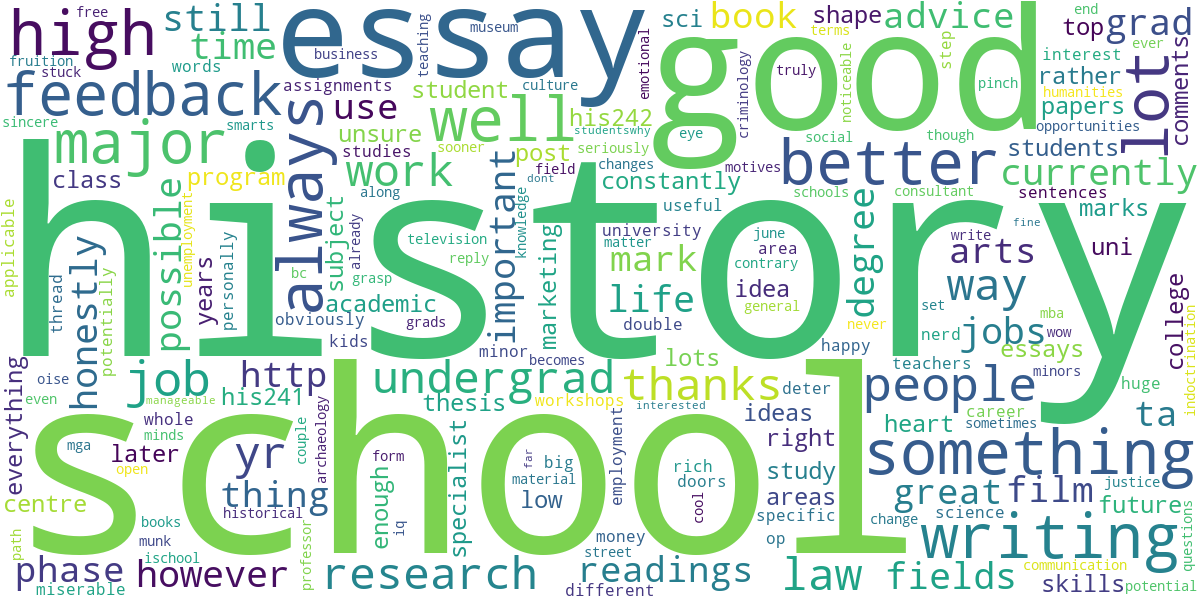 history
school
good
essay
high
still
time
words
free
fruition
stuck
business
teaching
museum
sci
book
shape
advice
terms
top
grad
end
ever
step
interest
feedback
assignments
student
culture
emotional
truly
criminology
noticeable
pinch
rather
humanities
papers
lot
comments
sincere
major
smarts
always
use
unsure
well
his242
studentswhy
eye
social
though
opportunities
students
class
studies
sooner
post
seriously
field
changes
motives
better
currently
program
work
along
important
dont
constantly
schools
consultant
sentences
marks
applicable
possible
unemployment
personally
subject
already
television
reply
knowledge
useful
university
matter
june
area
contrary
mark
degree
write
fine
arts
uni
thread
honestly
potentially
years
bc
grasp
academic
obviously
grads
kids
minor
becomes
marketing
life
double
idea
general
never
happy
set
nerd
way
mba
wow
jobs
essays
teachers
minors
college
indoctrination
everything
oise
even
manageable
job
http
his241
undergrad
thesis
lots
thanks
workshops
interested
deter
people
career
sometimes
huge
ta
whole
minds
later
open
mga
yr
couple
archaeology
form
enough
specialist
far
big
material
low
employment
rich
doors
cool
ideas
right
study
areas
specific
heart
something
great
film
science
justice
future
questions
centre
path
books
munk
ischool
thing
historical
professor
iq
money
street
op
change
writing
phase
miserable
however
research
readings
different
law
fields
skills
communication
potential